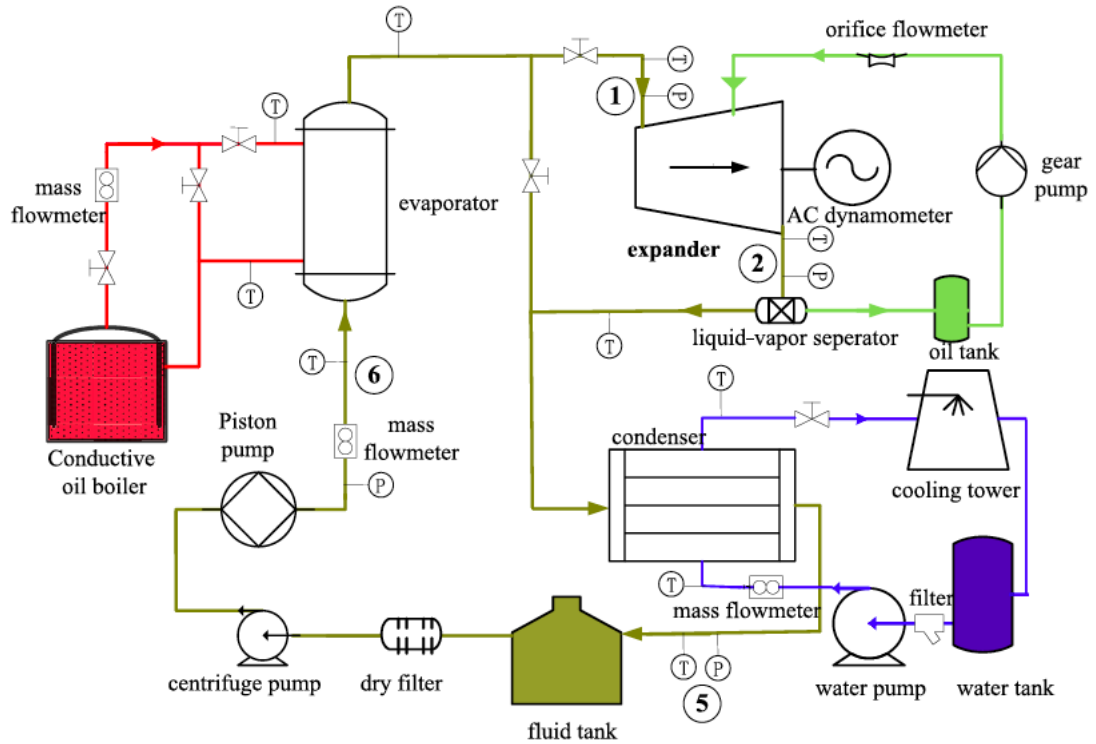 orifice flowmeter
T
T
1
P
T
mass
flowmeter
evaporator
gear
pump
AC dynamometer
expander
T
2
P
T
liquid-vapor seperator
T
oil tank
T
6
T
Piston
pump
mass
flowmeter
condenser
Conductive
oil boiler
P
cooling tower
T
mass flowmeter
filter
T
P
centrifuge pump
dry filter
5
water pump
water tank
fluid tank